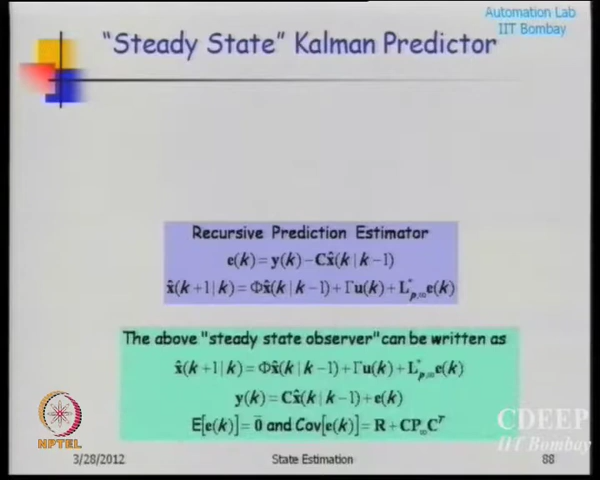 Automation Lab
IIT Bombay
"Steady State" Kalman Predictor
Recursive Prediction Estimator
e(k) = y(k) − Cx̂(k | k − 1)
x̂(k + 1 | k) = Φx̂(k | k − 1) + Γu(k) + L*ₚ,∞e(k)
The above "steady state observer" can be written as
x̂(k + 1 | k) = Φx̂(k | k − 1) + Γu(k) + L*ₚ,∞e(k)
y(k) = Cx̂(k | k − 1) + e(k)
E[e(k)] = 0̄ and Cov[e(k)] = R + CP∞Cᵀ
NPTEL
CDEEP
IIT Bombay
3/28/2012
State Estimation
88